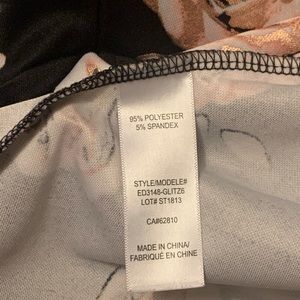 95% POLYESTER
5% SPANDEX
STYLE/MODELE#
ED3148-GLITZ6
LOT# ST1813
CA#62810
MADE IN CHINA/
FABRIQUÉ EN CHINE